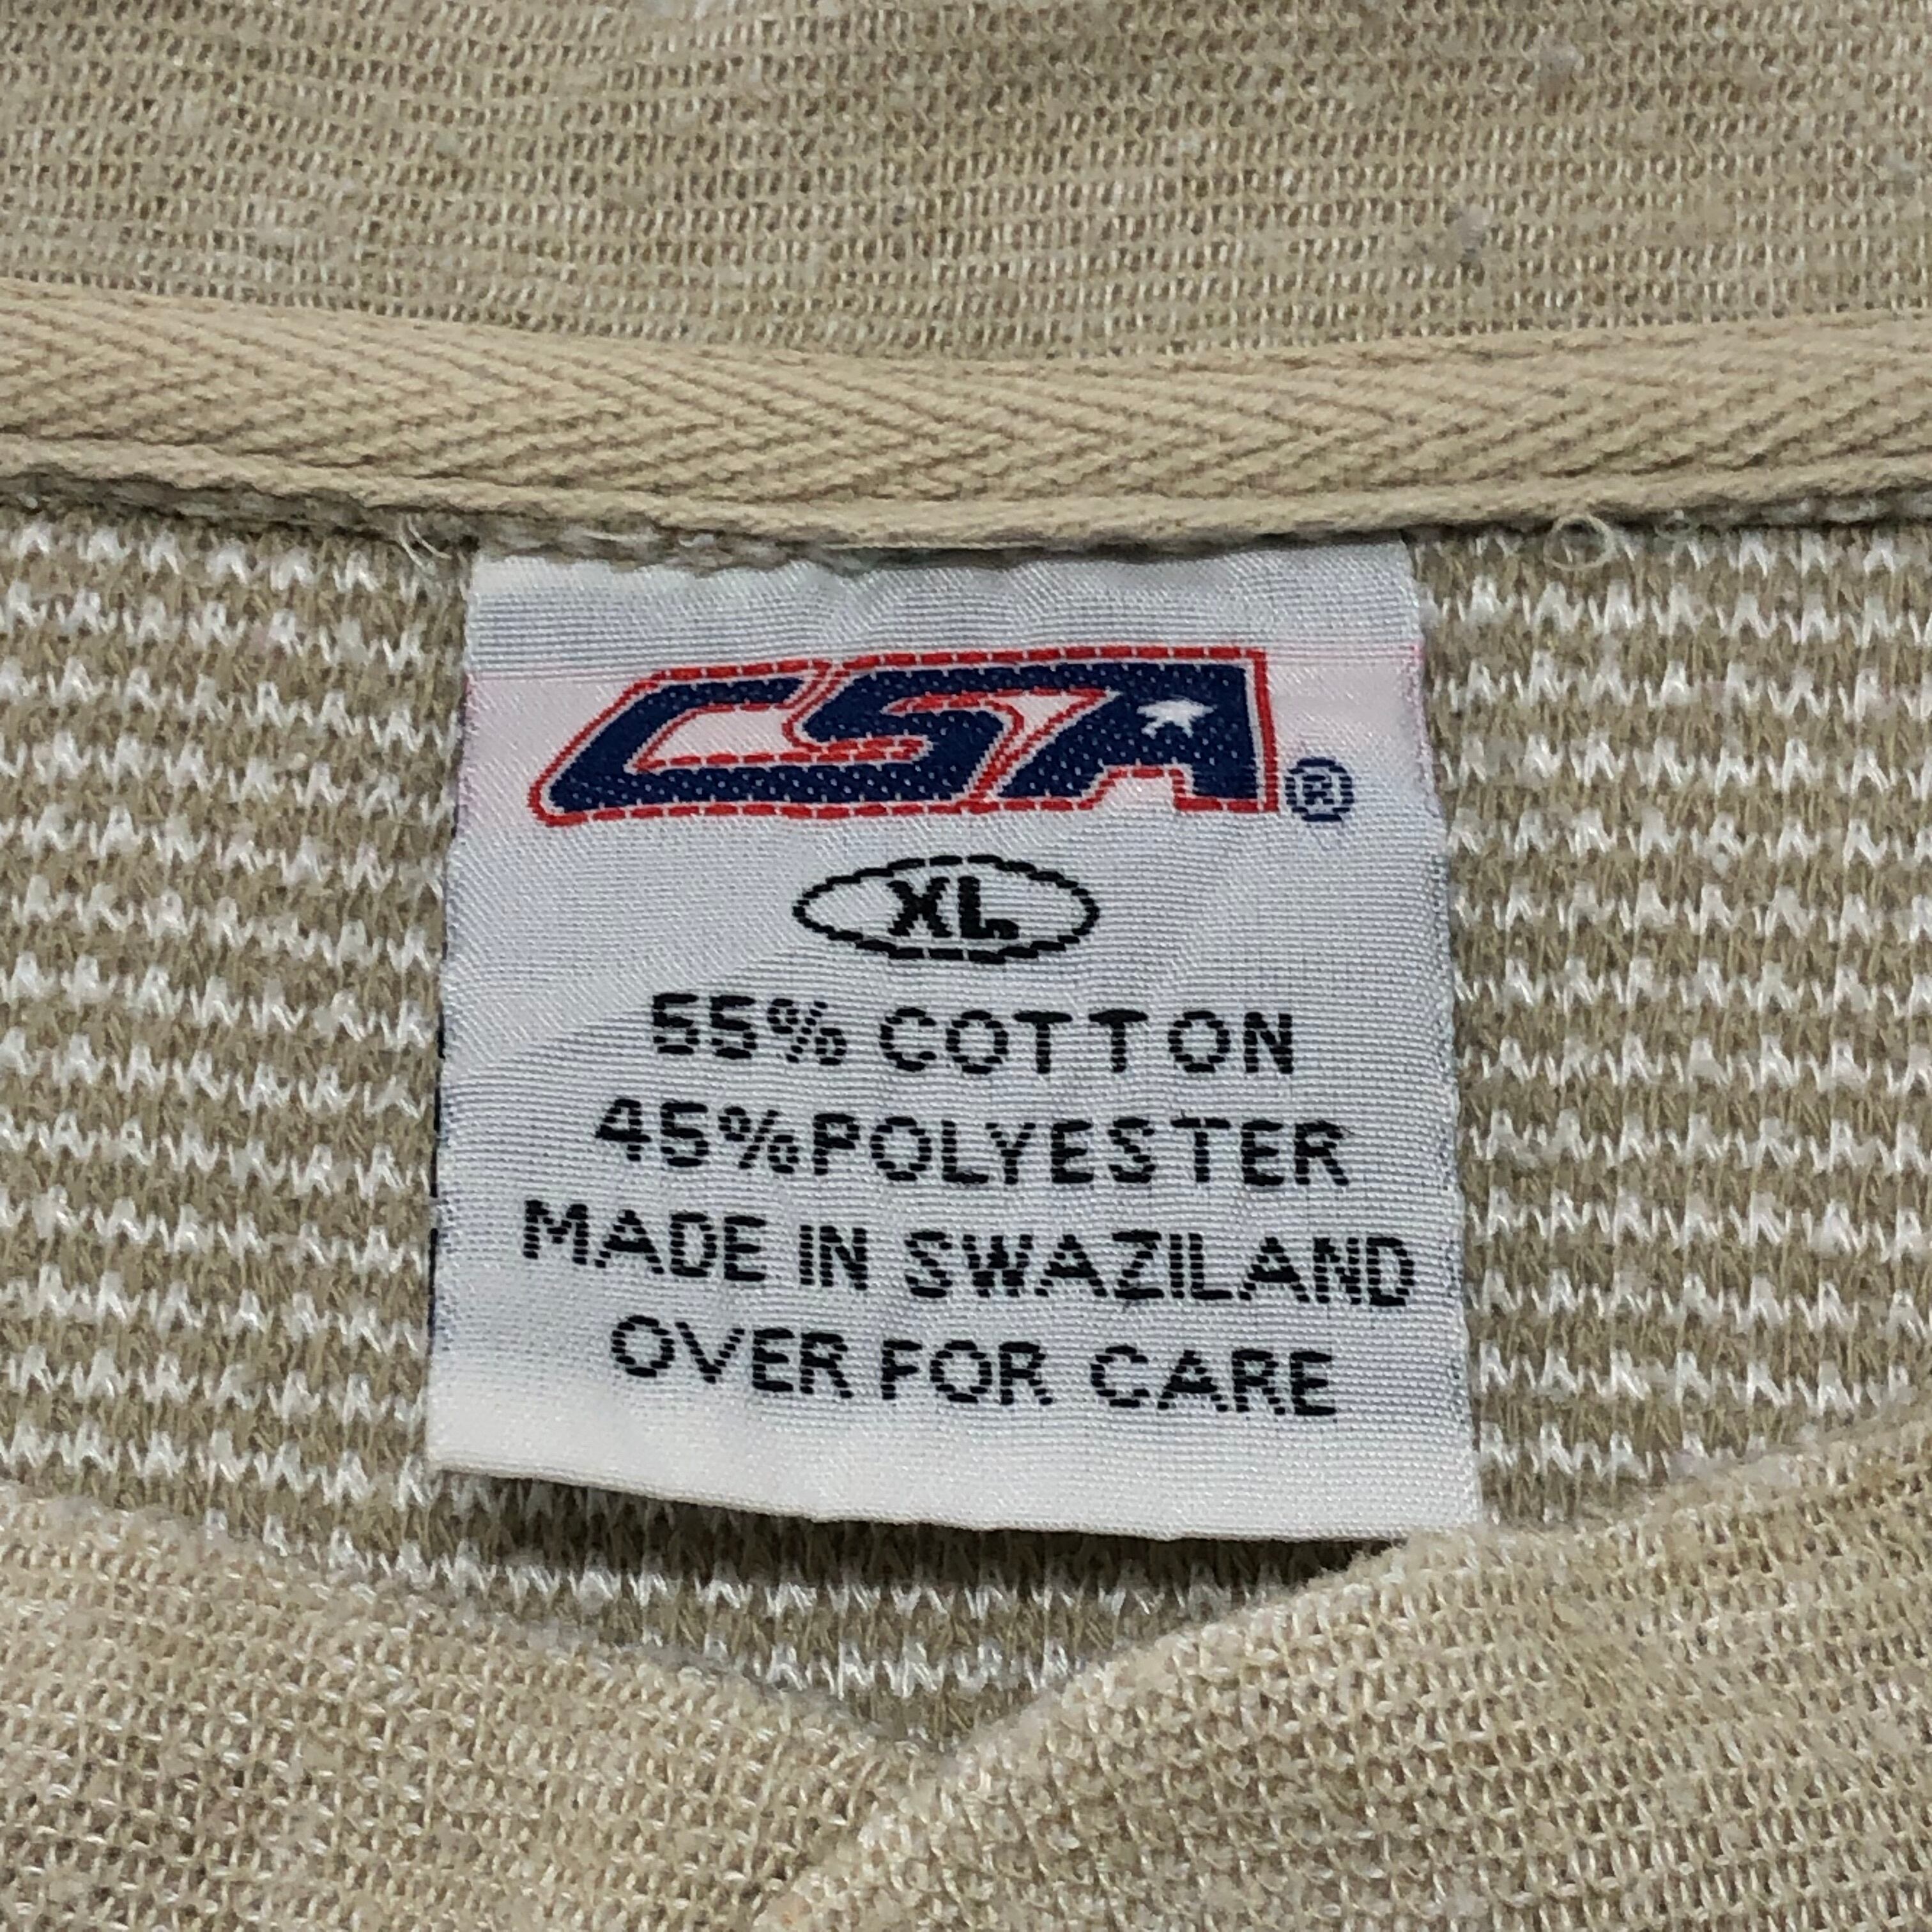 CSA®
XL
55% COTTON
45%POLYESTER
MADE IN SWAZILAND
OVER FOR CARE